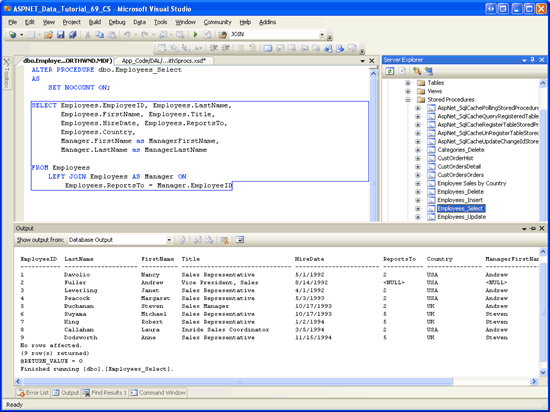 ASPNET_Data_Tutorial_69_CS - Microsoft Visual Studio
File Edit View Project Build Debug Data Tools Window Community Help Addins
JOIN
dbo.Employe...ORTHWND.MDF) App_Code/DAL/...thSprocs.xsd*
ALTER PROCEDURE dbo.Employees_Select
AS
SET NOCOUNT ON;
SELECT Employees.EmployeeID, Employees.LastName,
Employees.FirstName, Employees.Title,
Employees.HireDate, Employees.ReportsTo,
Employees.Country,
Manager.FirstName as ManagerFirstName,
Manager.LastName as ManagerLastName
FROM Employees
LEFT JOIN Employees AS Manager ON
Employees.ReportsTo = Manager.EmployeeID
Toolbox
Server Explorer
Tables
Views
Stored Procedures
AspNet_SqlCachePollingStoredProcedure
AspNet_SqlCacheQueryRegisteredTable
AspNet_SqlCacheRegisterTableStoredPr
AspNet_SqlCacheUnRegisterTableStore
AspNet_SqlCacheUpdateChangeIdStore
Categories_Delete
CustOrderHist
CustOrdersDetail
CustOrdersOrders
Employee Sales by Country
Employees_Delete
Employees_Insert
Employees_Select
Employees_Update
Output
Show output from: Database Output
EmployeeID LastName FirstName Title HireDate ReportsTo Country ManagerFirstNam
1 Davolio Nancy Sales Representative 5/1/1992 2 USA Andrew
2 Fuller Andrew Vice President, Sales 8/14/1992 <NULL> USA <NULL>
3 Leverling Janet Sales Representative 4/1/1992 2 USA Andrew
4 Peacock Margaret Sales Representative 5/3/1993 2 USA Andrew
5 Buchanan Steven Sales Manager 10/17/1993 2 UK Andrew
6 Suyama Michael Sales Representative 10/17/1993 5 UK Steven
7 King Robert Sales Representative 1/2/1994 5 UK Steven
8 Callahan Laura Inside Sales Coordinator 3/5/1994 2 USA Andrew
9 Dodsworth Anne Sales Representative 11/15/1994 5 UK Steven
No rows affected.
(9 row(s) returned)
@RETURN_VALUE = 0
Finished running [dbo].[Employees_Select].
Error List Output Find Results 1 Command Window
Ready